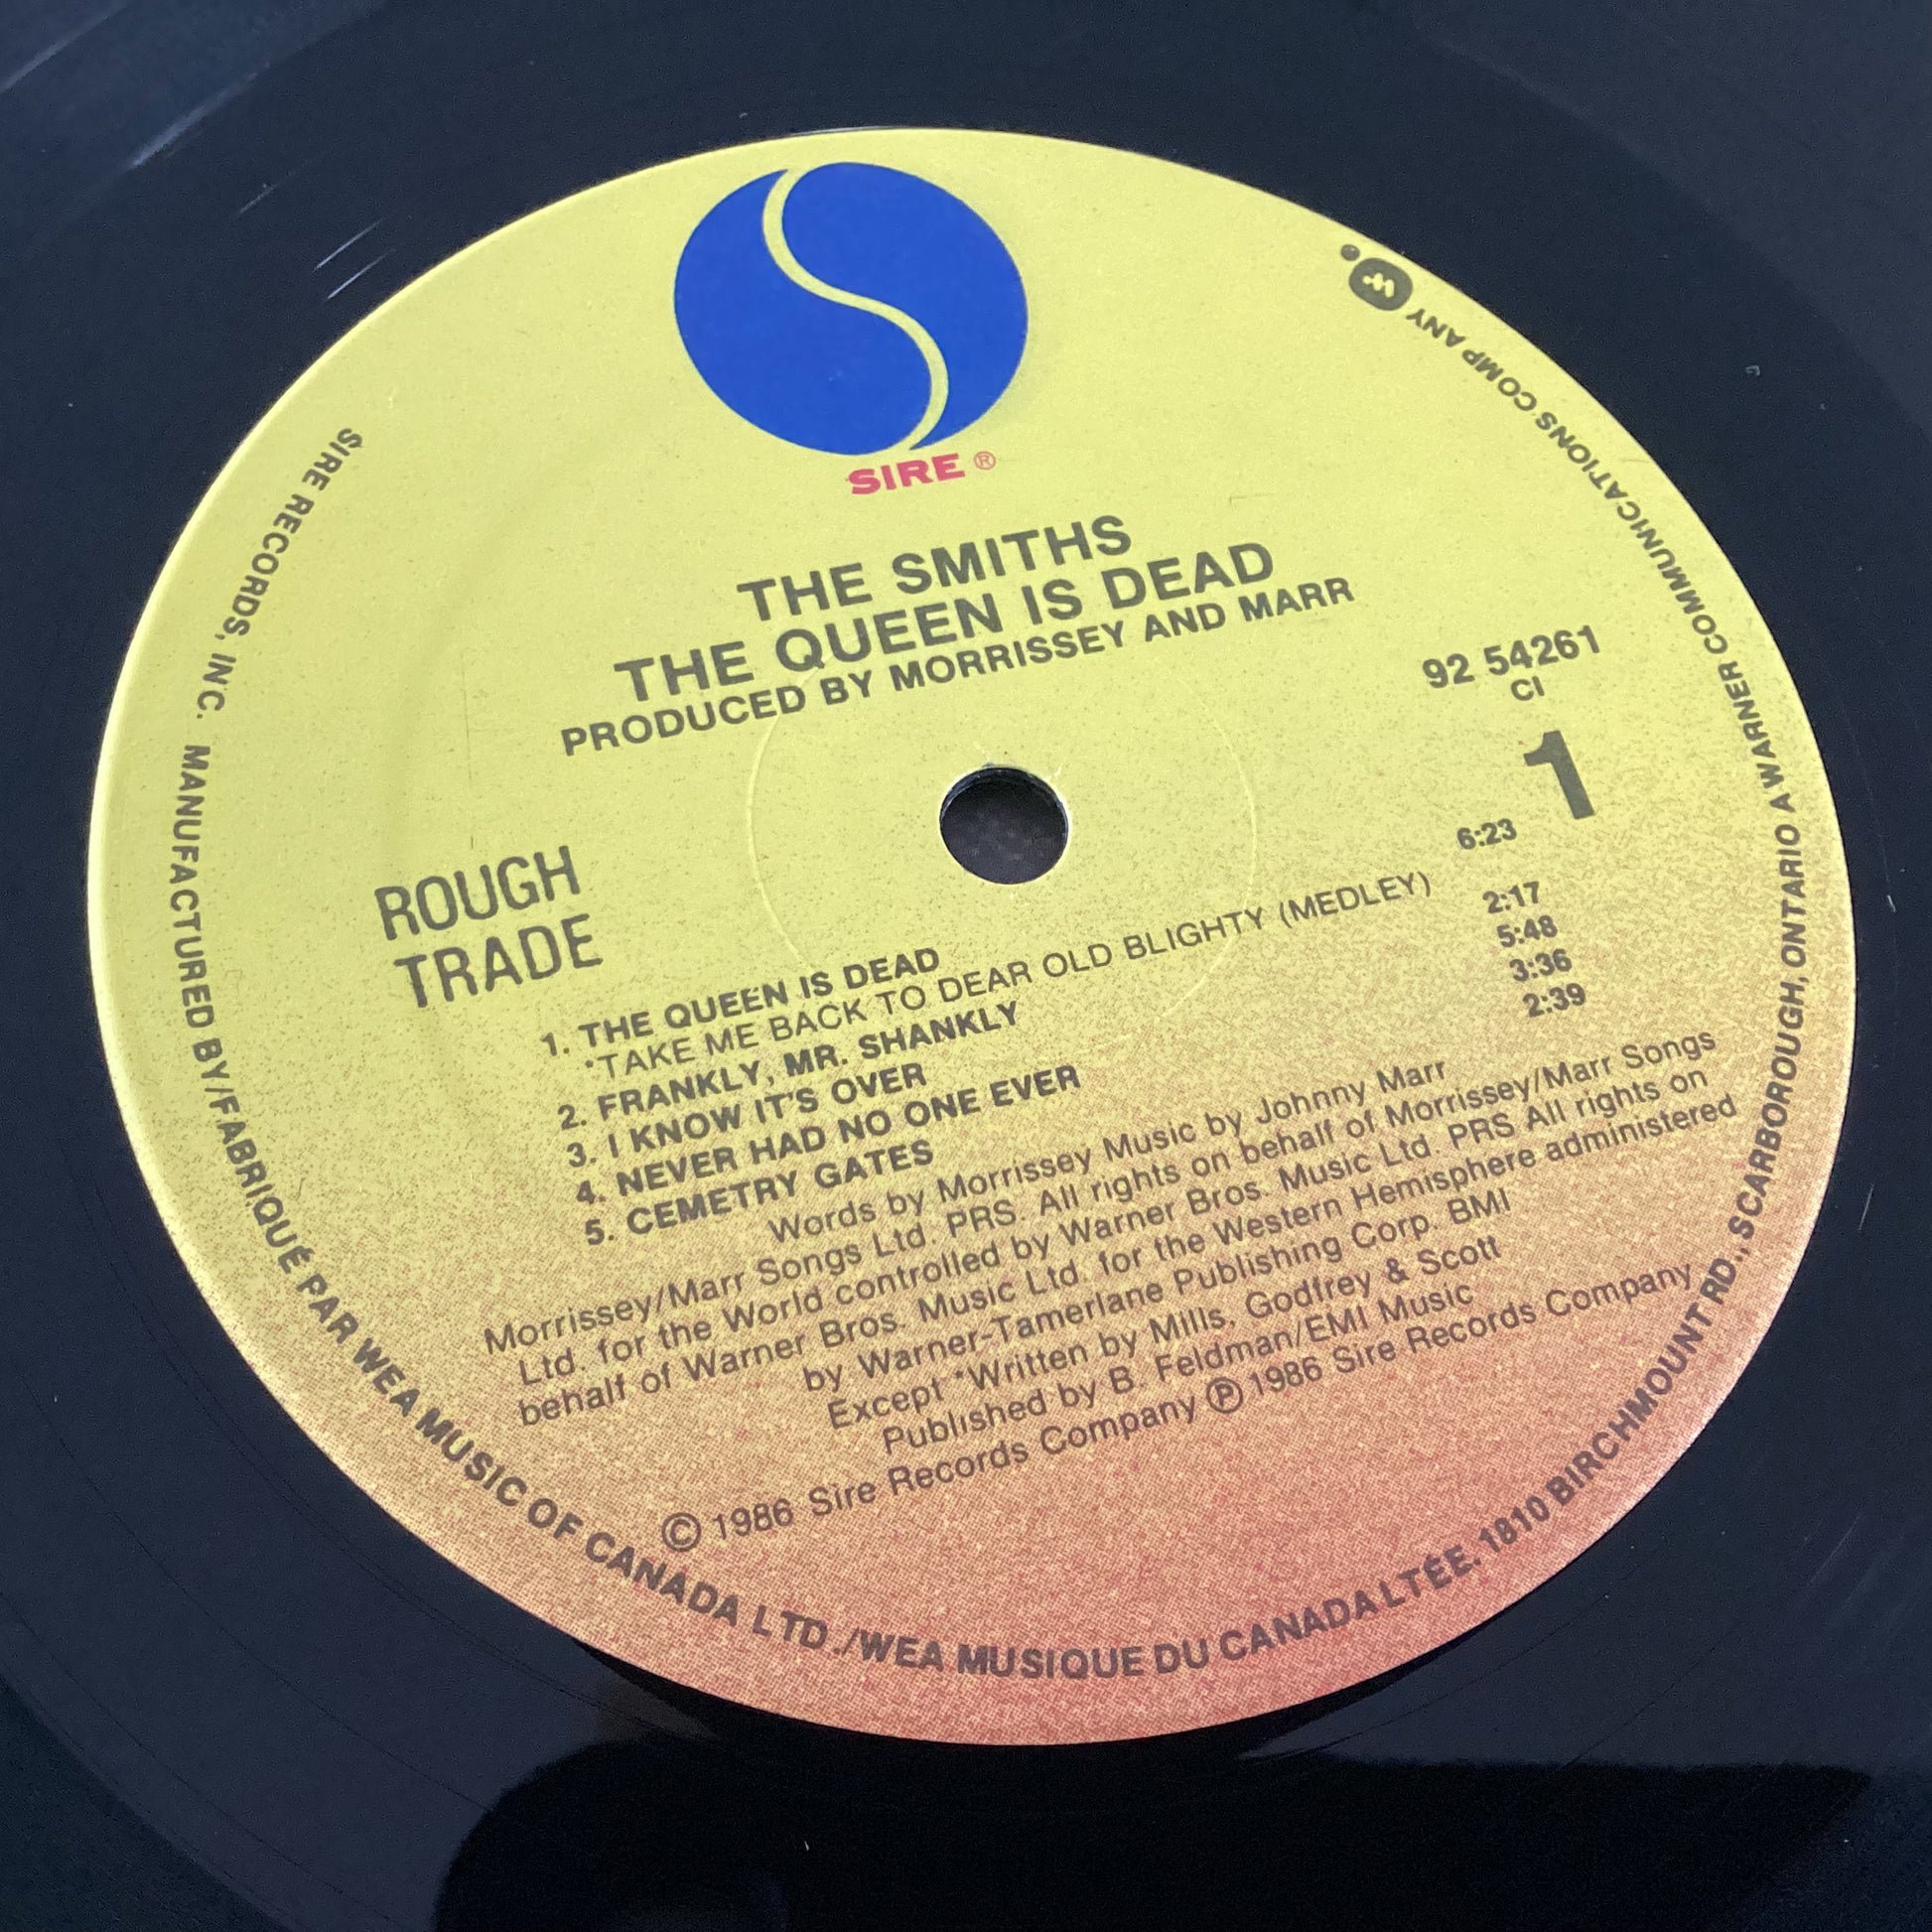 SIRE ®
THE SMITHS
THE QUEEN IS DEAD
PRODUCED BY MORRISSEY AND MARR
92 54261
CI
1
ROUGH
TRADE
1. THE QUEEN IS DEAD 6:23
*TAKE ME BACK TO DEAR OLD BLIGHTY (MEDLEY)
2. FRANKLY, MR. SHANKLY 2:17
3. I KNOW IT'S OVER 5:48
4. NEVER HAD NO ONE EVER 3:36
5. CEMETRY GATES 2:39
Words by Morrissey Music by Johnny Marr
Morrissey/Marr Songs Ltd. PRS. All rights on behalf of Morrissey/Marr Songs
Ltd. for the World controlled by Warner Bros. Music Ltd. PRS All rights on
behalf of Warner Bros. Music Ltd. for the Western Hemisphere administered
by Warner-Tamerlane Publishing Corp. BMI
Except *Written by Mills, Godfrey & Scott
Published by B. Feldman/EMI Music
© 1986 Sire Records Company ℗ 1986 Sire Records Company
SIRE RECORDS, INC. MANUFACTURED BY/FABRIQUÉ PAR WEA MUSIC OF CANADA LTD./WEA MUSIQUE DU CANADA LTÉE. 1810 BIRCHMOUNT RD., SCARBOROUGH, ONTARIO A WARNER COMMUNICATIONS COMPANY